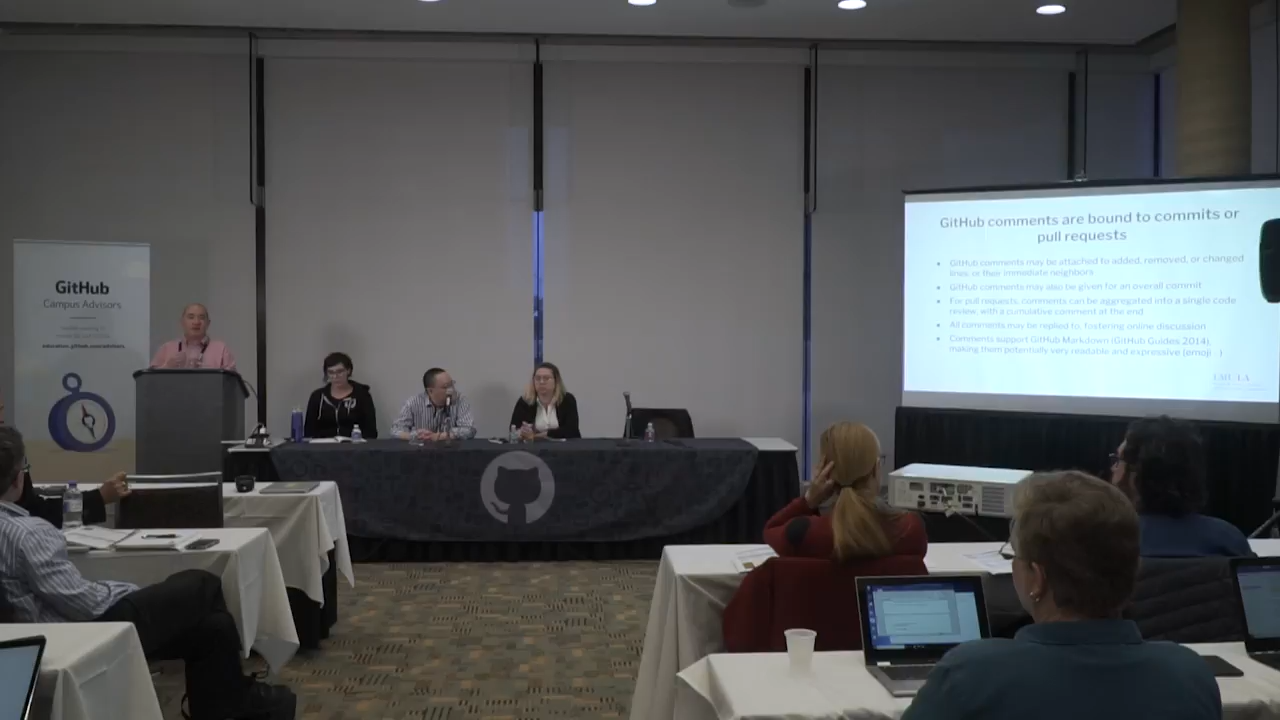 GitHub
Campus Advisors
education.github.com/advisors
GitHub comments are bound to commits or
pull requests
GitHub comments may be attached to added, removed, or changed
lines or their immediate neighbors
GitHub comments may also be given for an overall commit
For pull requests, comments can be aggregated into a single code
review, with a cumulative comment at the end
All comments may be replied to, fostering online discussion
Comments support GitHub Markdown (GitHub Guides 2014),
making them potentially very readable and expressive (emoji
LMU LA